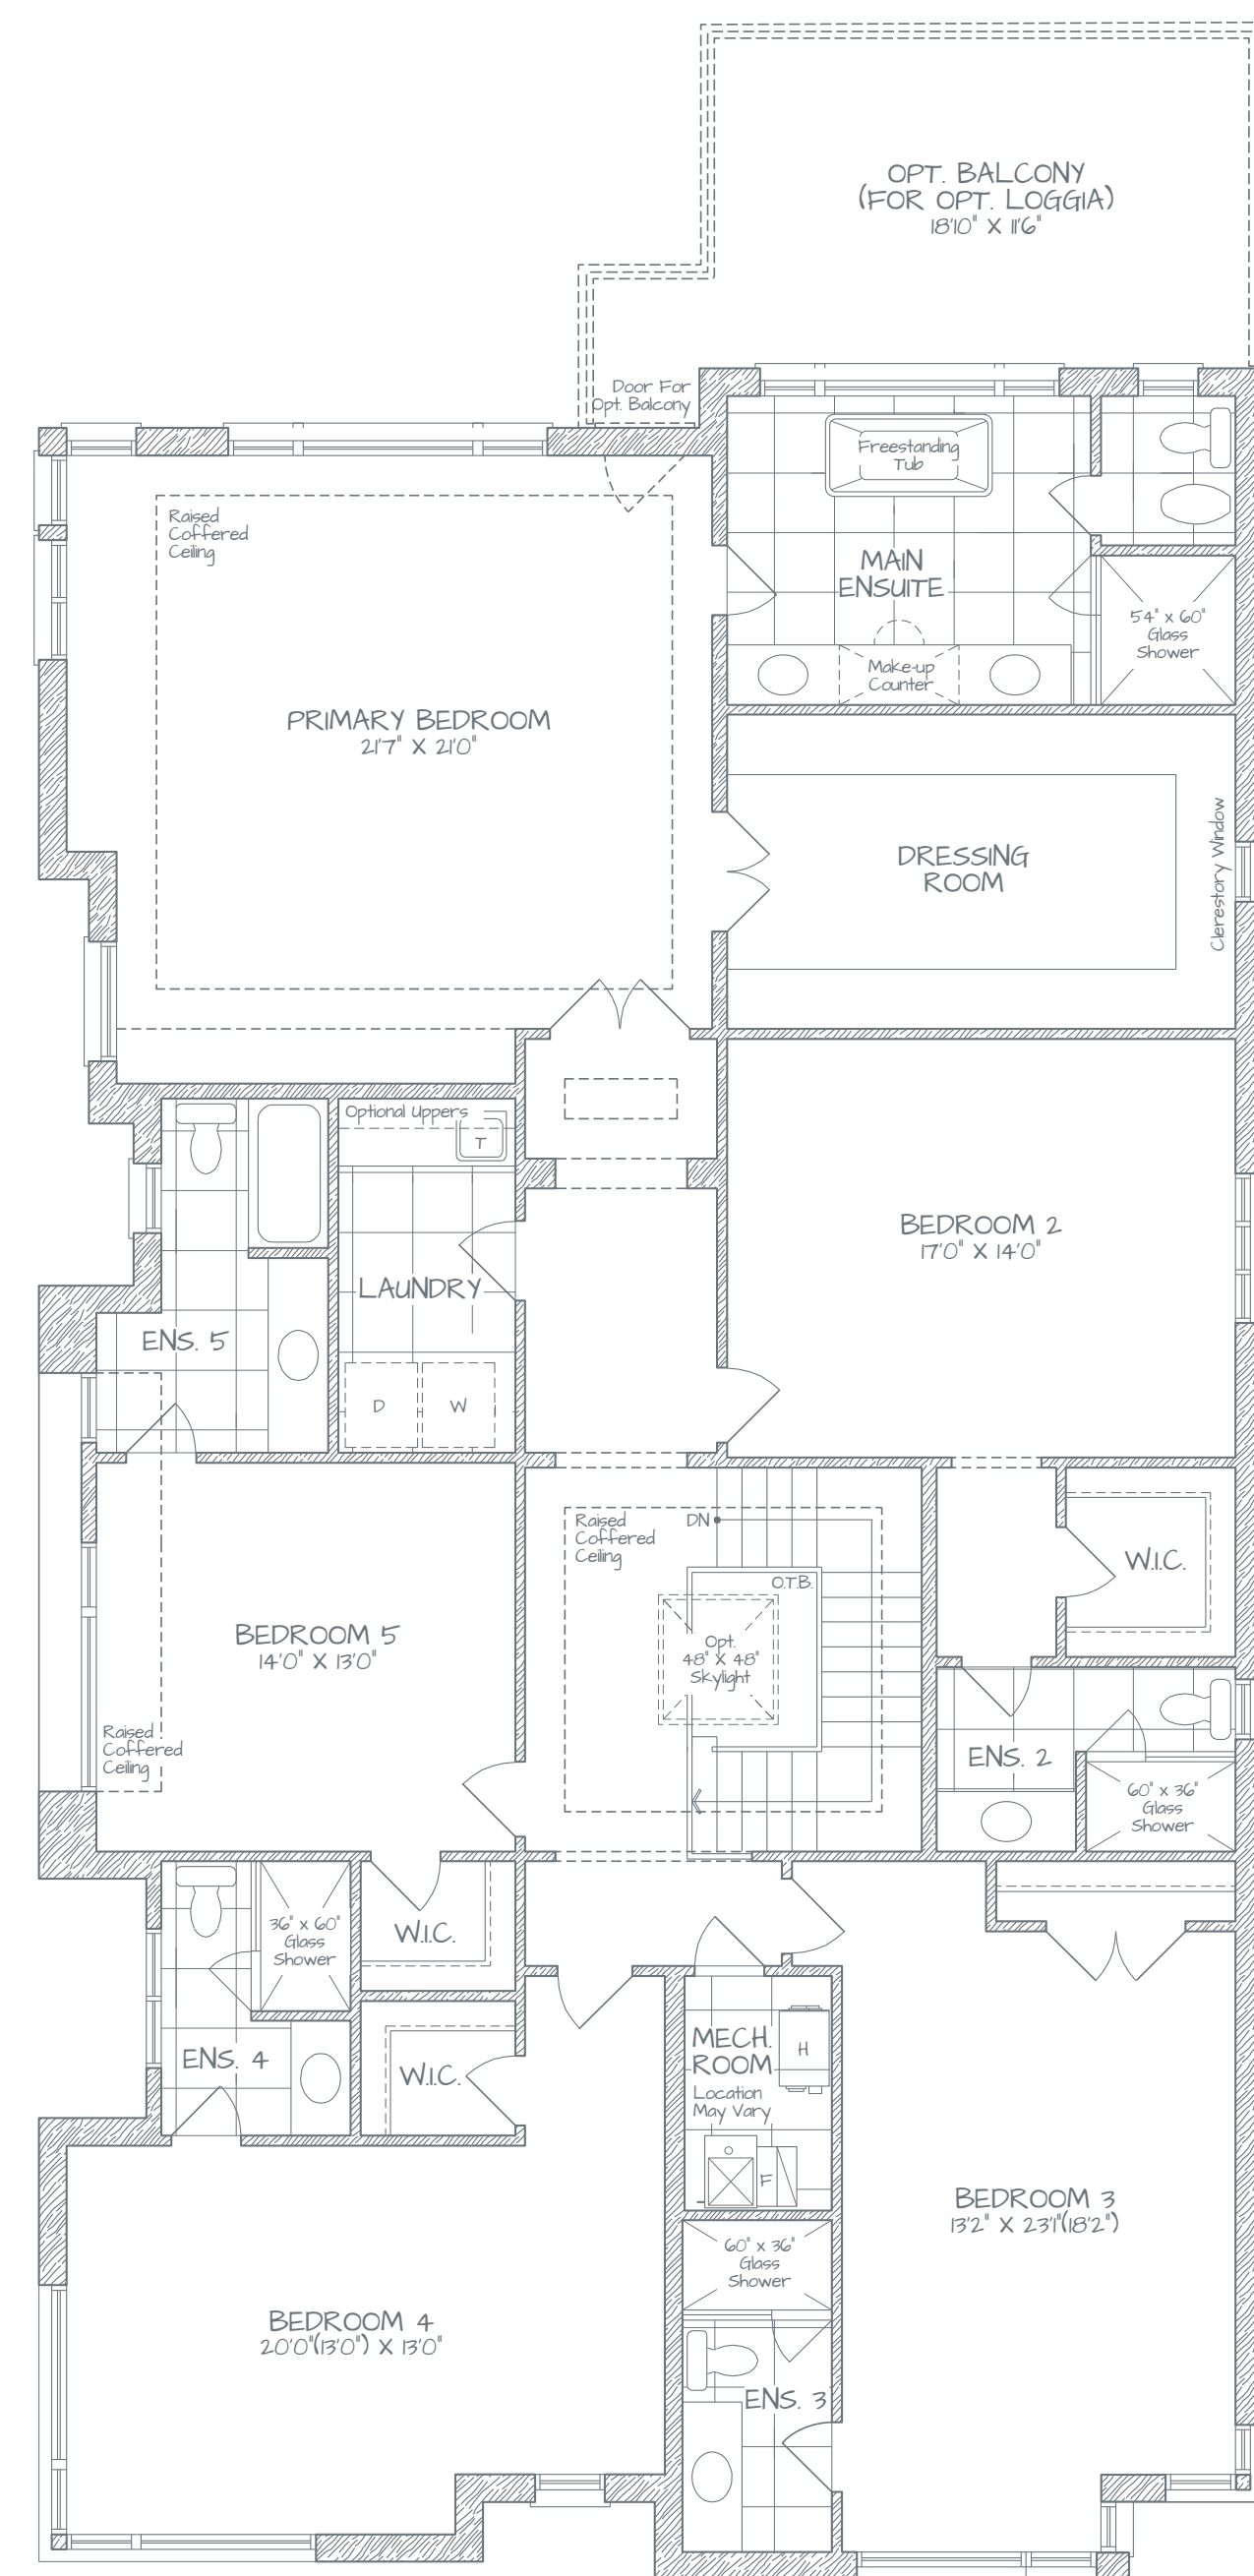 OPT. BALCONY
(FOR OPT. LOGGIA)
18'10" X 11'6"
Door For
Opt. Balcony
Freestanding
Tub
Raised
Coffered
Ceiling
MAIN
ENSUITE
54" x 60"
Glass
Shower
Make-up
Counter
PRIMARY BEDROOM
21'7" X 21'0"
DRESSING
ROOM
Clerestory Window
Optional Uppers
T
BEDROOM 2
17'0" X 14'0"
LAUNDRY
ENS. 5
D
W
Raised
Coffered
Ceiling
DN
O.T.B.
W.I.C.
Opt.
48" X 48"
Skylight
BEDROOM 5
14'0" X 13'0"
Raised
Coffered
Ceiling
ENS. 2
60" x 36"
Glass
Shower
36" x 60"
Glass
Shower
W.I.C.
MECH.
ROOM
H
Location
May Vary
ENS. 4
W.I.C.
F
BEDROOM 3
13'2" X 23'1"(18'2")
60" x 36"
Glass
Shower
BEDROOM 4
20'0"(13'0") X 13'0"
ENS. 3